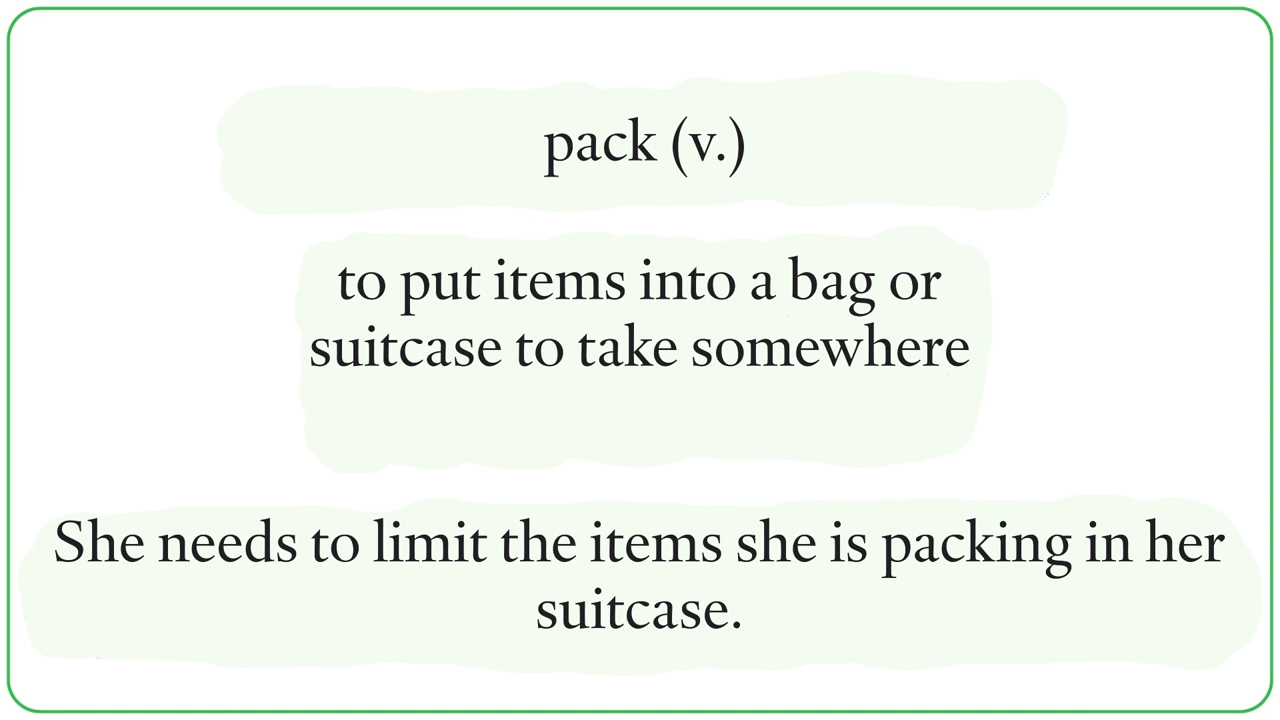 pack (v.)
to put items into a bag or
suitcase to take somewhere
She needs to limit the items she is packing in her
suitcase.